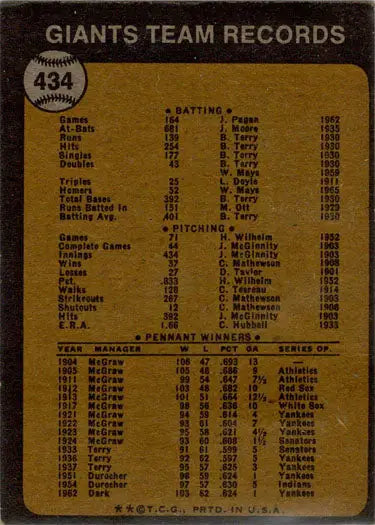 GIANTS TEAM RECORDS
434
• BATTING •
Games 164 J. Pagan 1962
At-Bats 681 J. Moore 1935
Runs 139 B. Terry 1930
Hits 254 B. Terry 1930
Singles 177 B. Terry 1930
Doubles 43 B. Terry 1930
W. Mays 1959
Triples 25 L. Doyle 1911
Homers 52 W. Mays 1965
Total Bases 392 B. Terry 1930
Runs Batted In 151 M. Ott 1929
Batting Avg. .401 B. Terry 1930
• PITCHING •
Games 71 H. Wilhelm 1952
Complete Games 44 J. McGinnity 1903
Innings 434 J. McGinnity 1903
Wins 37 C. Mathewson 1908
Losses 27 D. Taylor 1901
Pct. .833 H. Wilhelm 1952
Walks 128 C. Tesreau 1914
Strikeouts 267 C. Mathewson 1903
Shutouts 12 C. Mathewson 1908
Hits 392 J. McGinnity 1903
E.R.A. 1.66 C. Hubbell 1933
• PENNANT WINNERS •
YEAR MANAGER W L PCT GA SERIES OP.
1904 McGraw 106 47 .693 13 —
1905 McGraw 105 48 .686 9 Athletics
1911 McGraw 99 54 .647 7½ Athletics
1912 McGraw 103 48 .682 10 Red Sox
1913 McGraw 101 51 .664 12½ Athletics
1917 McGraw 98 56 .636 10 White Sox
1921 McGraw 94 59 .614 4 Yankees
1922 McGraw 93 61 .604 7 Yankees
1923 McGraw 95 58 .621 4½ Yankees
1924 McGraw 93 60 .608 1½ Senators
1933 Terry 91 61 .599 5 Senators
1936 Terry 92 62 .597 5 Yankees
1937 Terry 95 57 .625 3 Yankees
1951 Durocher 98 59 .624 1 Yankees
1954 Durocher 97 57 .630 5 Indians
1962 Dark 103 62 .624 1 Yankees
**©T.C.G., PRTD. IN U.S.A.